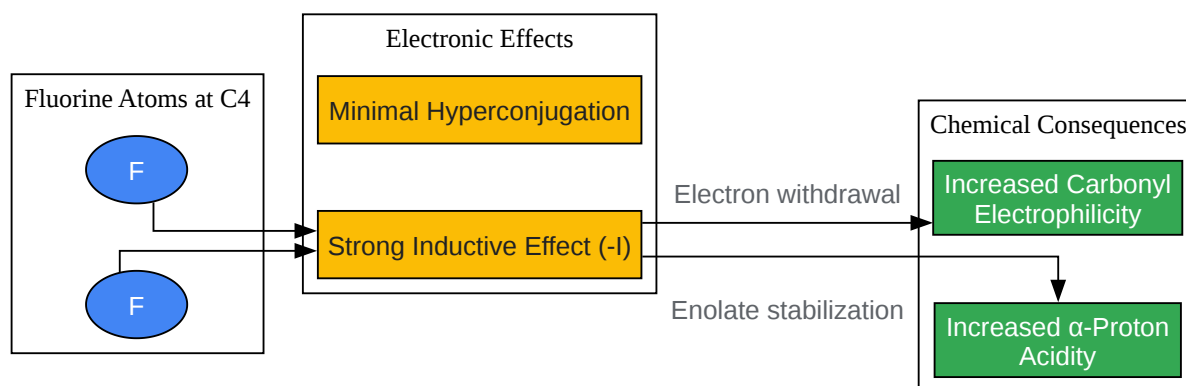 Fluorine Atoms at C4
F
F
Electronic Effects
Minimal Hyperconjugation
Strong Inductive Effect (-I)
Electron withdrawal
Enolate stabilization
Chemical Consequences
Increased Carbonyl
Electrophilicity
Increased α-Proton
Acidity